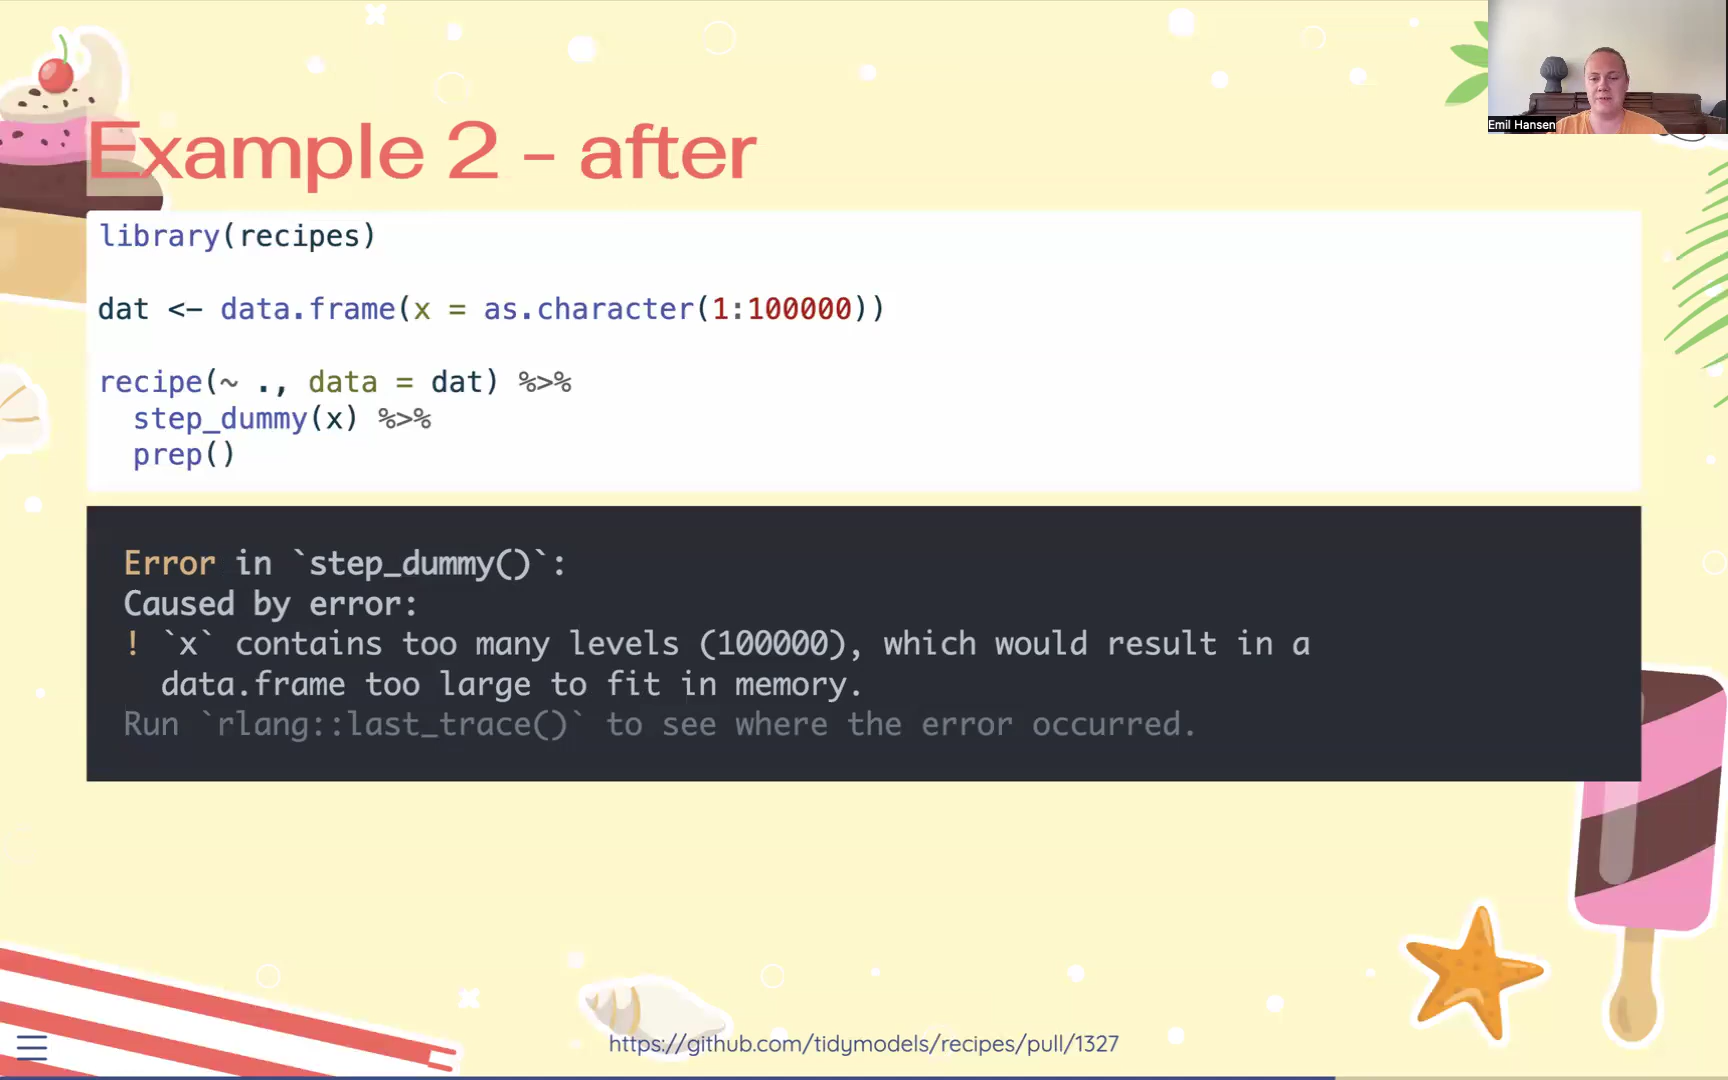 Emil Hansen
Example 2 - after
library(recipes)
dat <- data.frame(x = as.character(1:100000))
recipe(~ ., data = dat) %>%
  step_dummy(x) %>%
  prep()
Error in `step_dummy()`:
Caused by error:
! `x` contains too many levels (100000), which would result in a
  data.frame too large to fit in memory.
Run `rlang::last_trace()` to see where the error occurred.
https://github.com/tidymodels/recipes/pull/1327